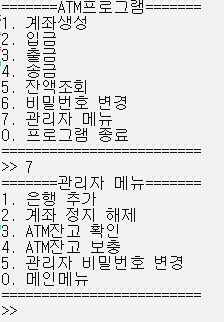 =======ATM프로그램=======
1. 계좌생성
2. 입금
3. 출금
4. 송금
5. 잔액조회
6. 비밀번호 변경
7. 관리자 메뉴
0. 프로그램 종료
=========================
>> 7
=======관리자 메뉴=======
1. 은행 추가
2. 계좌 정지 해제
3. ATM잔고 확인
4. ATM잔고 보충
5. 관리자 비밀번호 변경
0. 메인메뉴
=========================
>>